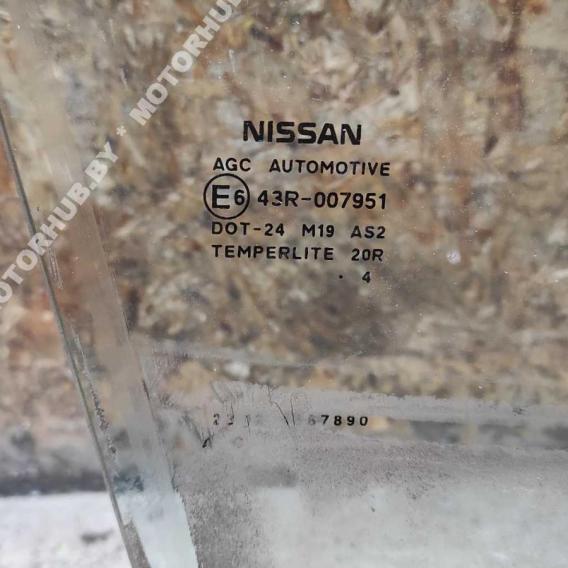 MOTORHUB.BY * MOTORHUB
NISSAN
AGC AUTOMOTIVE
E6 43R-007951
DOT-24 M19 AS2
TEMPERLITE 20R
. 4
67890